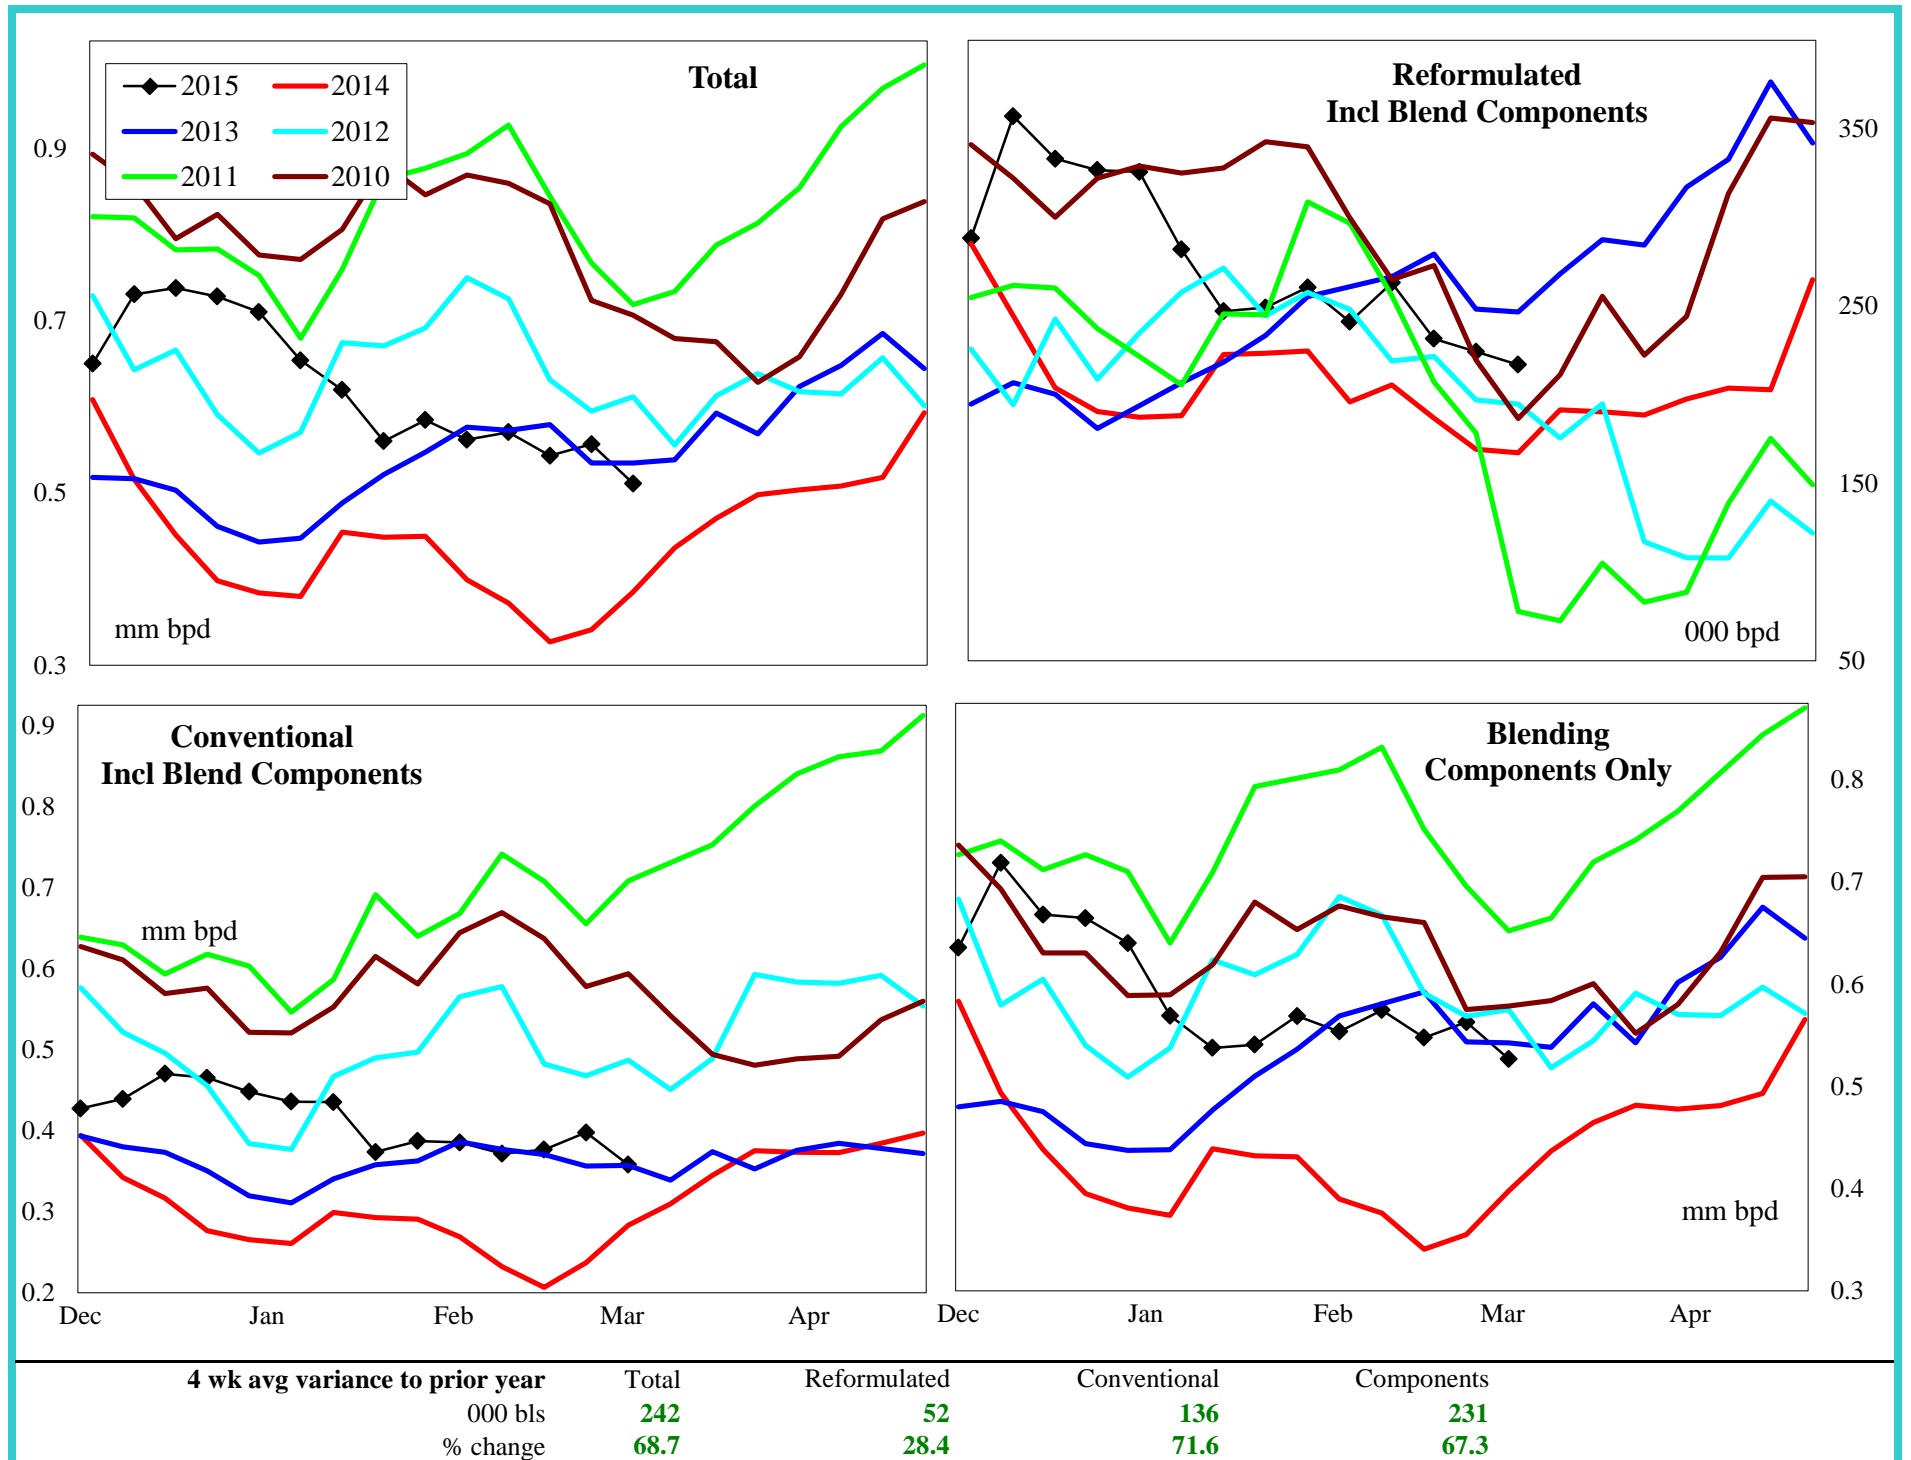 Total
2015 2014
2013 2012
2011 2010
0.9
0.7
0.5
0.3
mm bpd
Reformulated
Incl Blend Components
350
250
150
50
000 bpd
Conventional
Incl Blend Components
mm bpd
0.9
0.8
0.7
0.6
0.5
0.4
0.3
0.2
Dec Jan Feb Mar Apr
Blending
Components Only
0.8
0.7
0.6
0.5
0.4
0.3
mm bpd
Dec Jan Feb Mar Apr
4 wk avg variance to prior year Total Reformulated Conventional Components
000 bls 242 52 136 231
% change 68.7 28.4 71.6 67.3